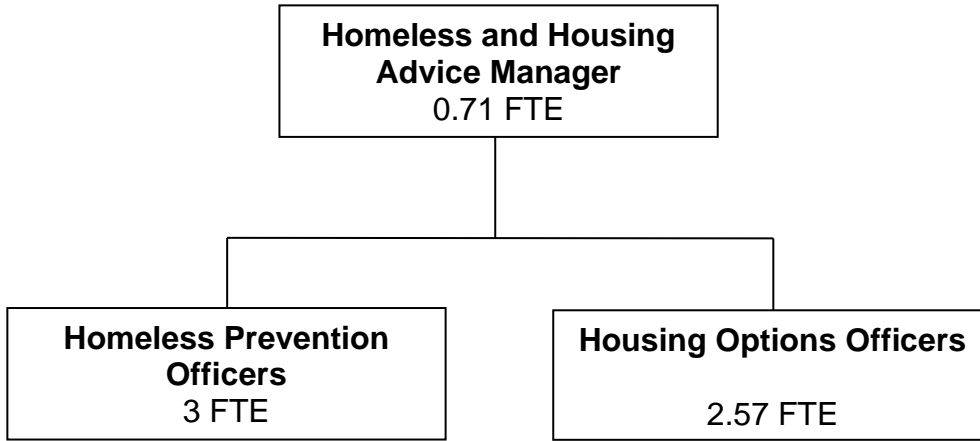 Homeless and Housing
Advice Manager
0.71 FTE
Homeless Prevention
Officers
3 FTE
Housing Options Officers
2.57 FTE